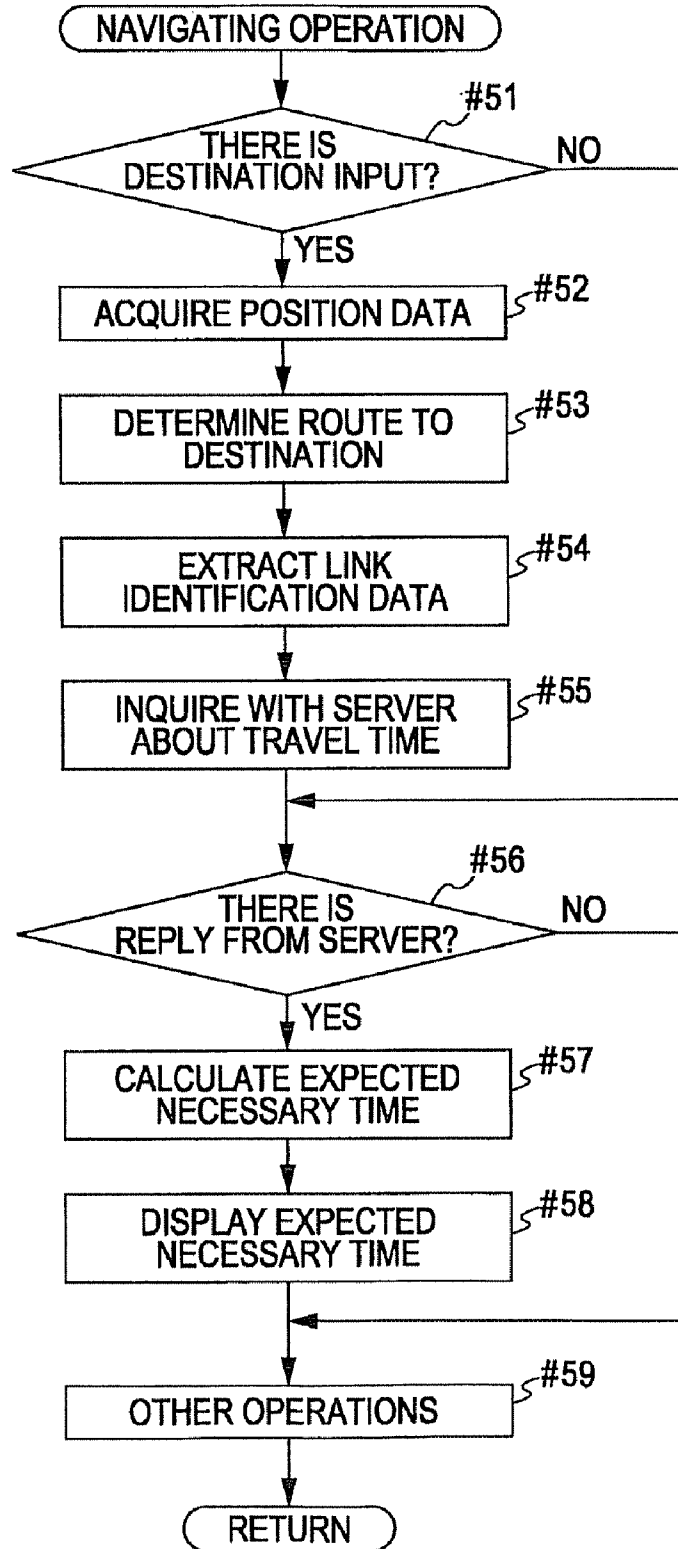 NAVIGATING OPERATION
#51
THERE IS
DESTINATION INPUT?
NO
YES
#52
ACQUIRE POSITION DATA
#53
DETERMINE ROUTE TO
DESTINATION
#54
EXTRACT LINK
IDENTIFICATION DATA
#55
INQUIRE WITH SERVER
ABOUT TRAVEL TIME
#56
THERE IS
REPLY FROM SERVER?
NO
YES
#57
CALCULATE EXPECTED
NECESSARY TIME
#58
DISPLAY EXPECTED
NECESSARY TIME
#59
OTHER OPERATIONS
RETURN